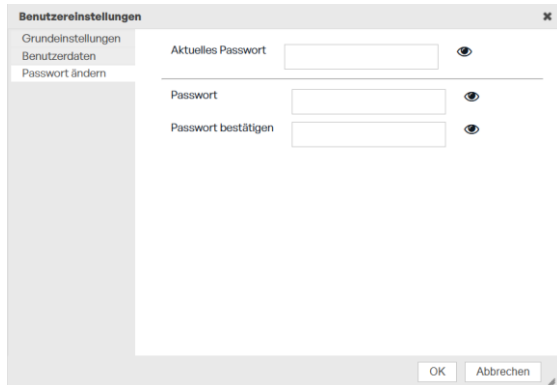 Benutzereinstellungen
Grundeinstellungen
Benutzerdaten
Passwort ändern
Aktuelles Passwort
Passwort
Passwort bestätigen
OK
Abbrechen